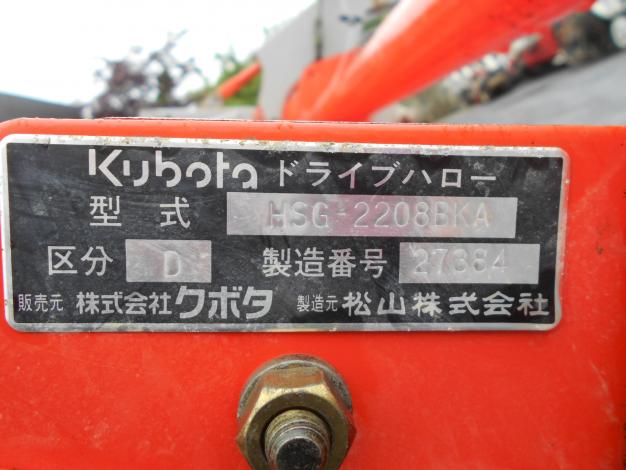 Kubota ドライブハロー
型式 HSG-2208BKA
区分 D 製造番号 27384
販売元 株式会社クボタ 製造元 松山株式会社